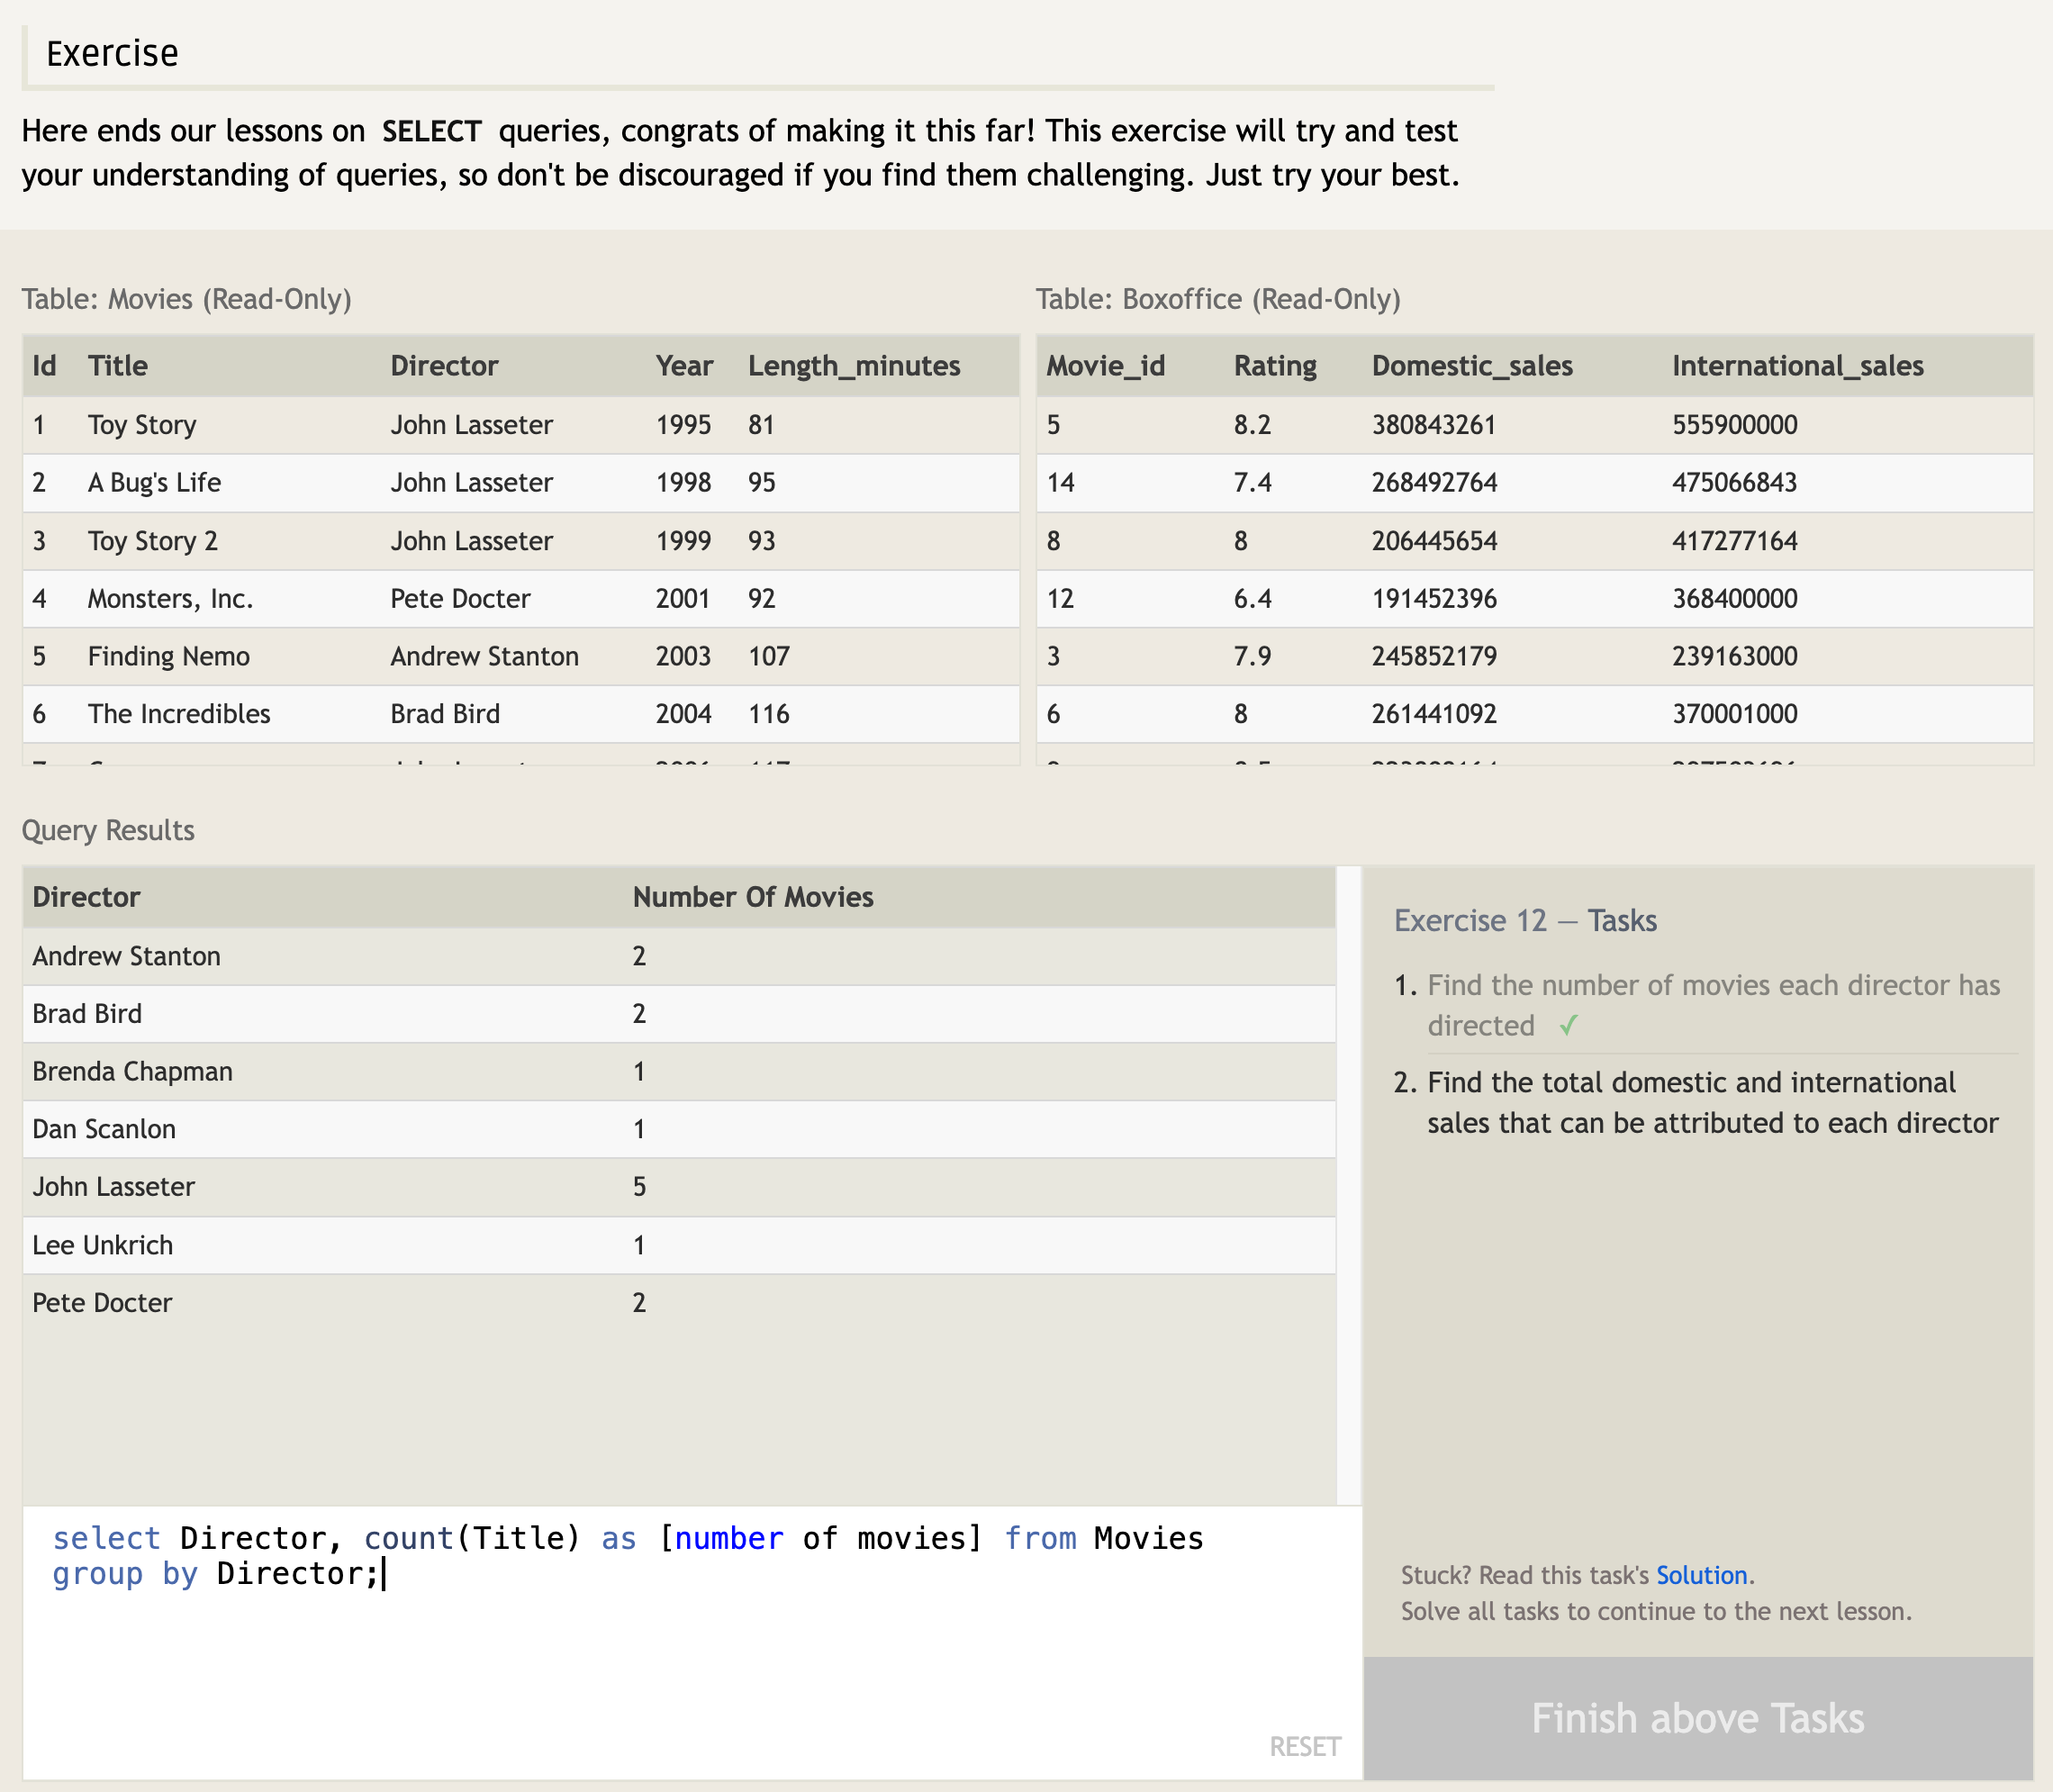 Exercise
Here ends our lessons on SELECT queries, congrats of making it this far! This exercise will try and test
your understanding of queries, so don't be discouraged if you find them challenging. Just try your best.
Table: Movies (Read-Only)
Id Title Director Year Length_minutes
1 Toy Story John Lasseter 1995 81
2 A Bug's Life John Lasseter 1998 95
3 Toy Story 2 John Lasseter 1999 93
4 Monsters, Inc. Pete Docter 2001 92
5 Finding Nemo Andrew Stanton 2003 107
6 The Incredibles Brad Bird 2004 116
Table: Boxoffice (Read-Only)
Movie_id Rating Domestic_sales International_sales
5 8.2 380843261 555900000
14 7.4 268492764 475066843
8 8 206445654 417277164
12 6.4 191452396 368400000
3 7.9 245852179 239163000
6 8 261441092 370001000
Query Results
Director Number Of Movies
Andrew Stanton 2
Brad Bird 2
Brenda Chapman 1
Dan Scanlon 1
John Lasseter 5
Lee Unkrich 1
Pete Docter 2
select Director, count(Title) as [number of movies] from Movies
group by Director;
RESET
Exercise 12 — Tasks
1. Find the number of movies each director has
directed ✓
2. Find the total domestic and international
sales that can be attributed to each director
Stuck? Read this task's Solution.
Solve all tasks to continue to the next lesson.
Finish above Tasks